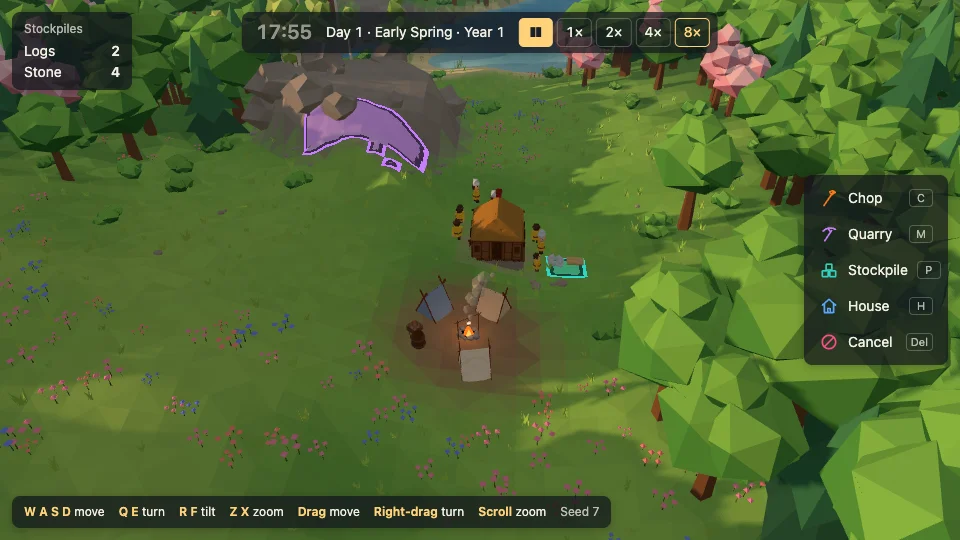 Stockpiles
Logs 2
Stone 4
17:55 Day 1 · Early Spring · Year 1 1× 2× 4× 8×
Chop C
Quarry M
Stockpile P
House H
Cancel Del
W A S D move Q E turn R F tilt Z X zoom Drag move Right-drag turn Scroll zoom Seed 7